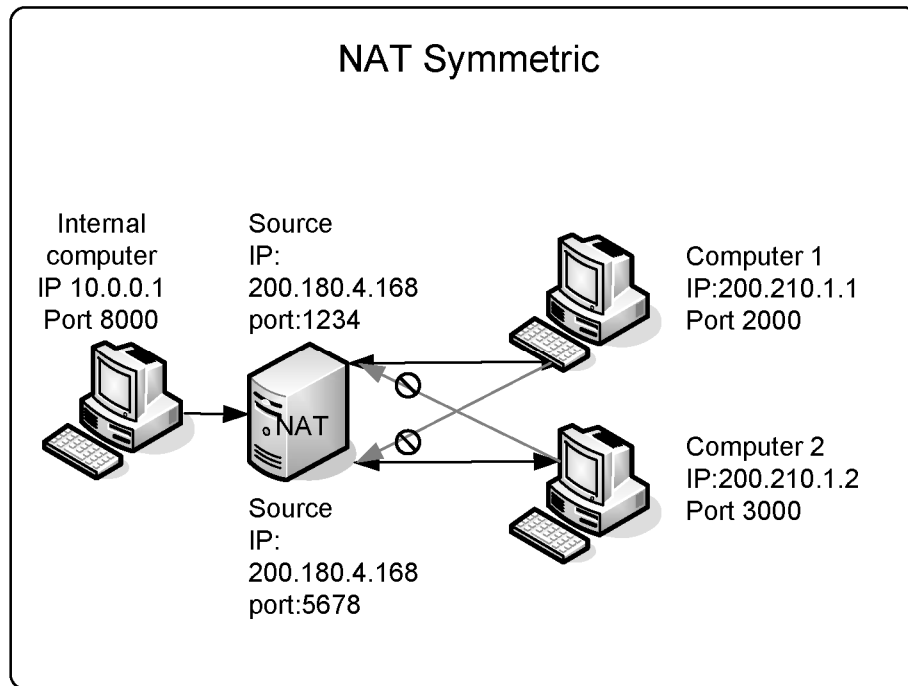 NAT Symmetric
Internal
computer
IP 10.0.0.1
Port 8000
Source
IP:
200.180.4.168
port:1234
Computer 1
IP:200.210.1.1
Port 2000
NAT
Computer 2
IP:200.210.1.2
Port 3000
Source
IP:
200.180.4.168
port:5678